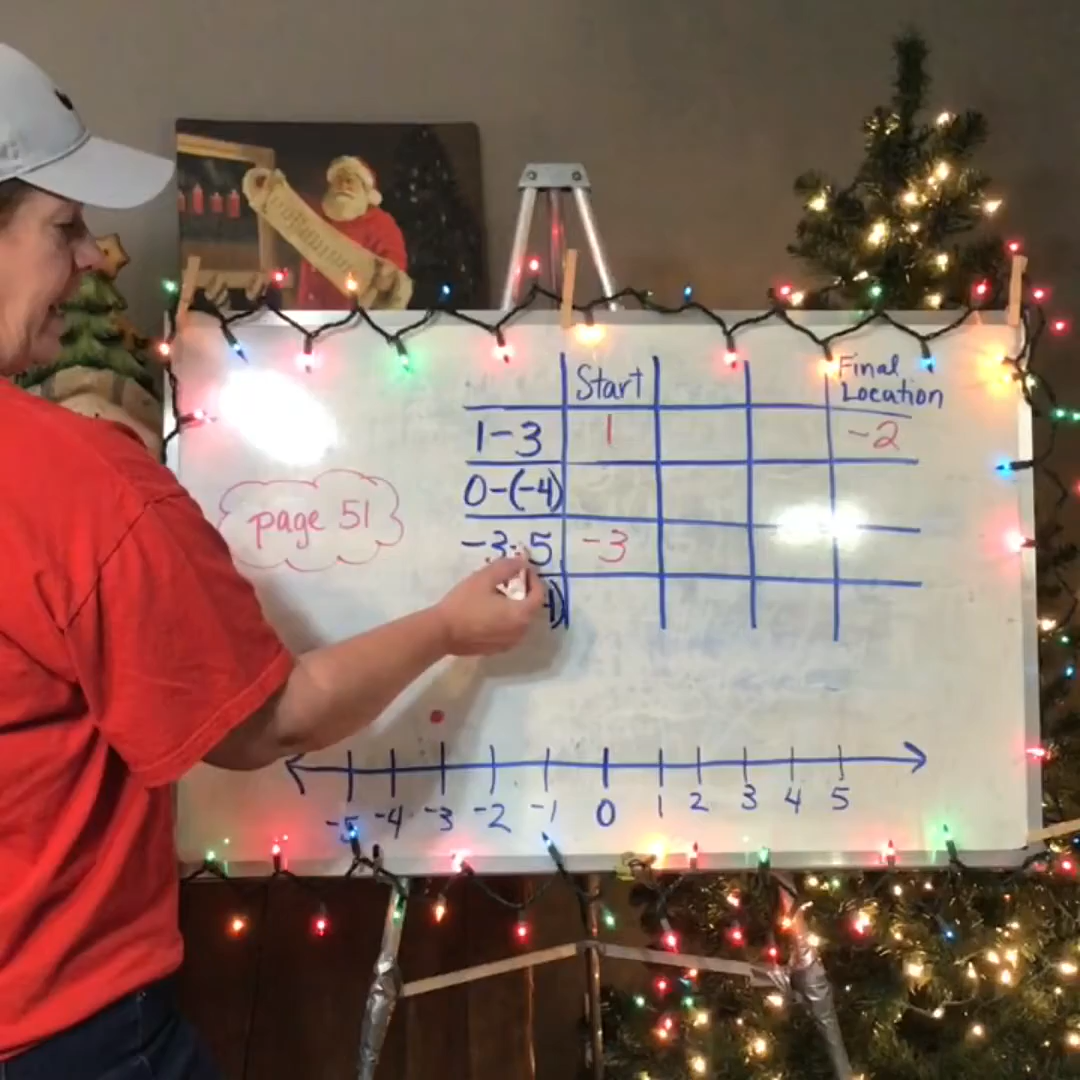 Start
Final
Location
1-3 1 -2
0-(-4)
-3-5 -3
4)
page 51
-5 -4 -3 -2 -1 0 1 2 3 4 5